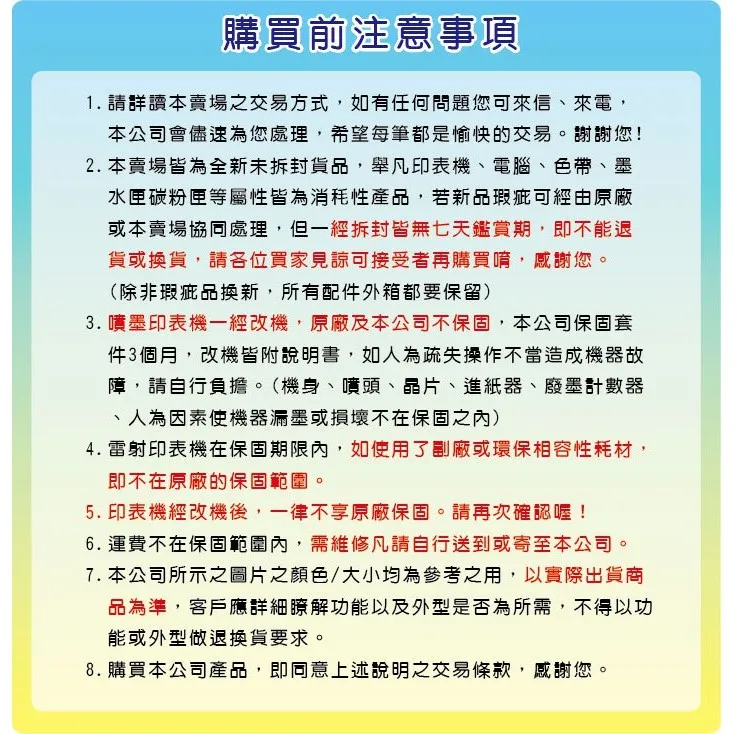 購買前注意事項
1. 請詳讀本賣場之交易方式，如有任何問題您可來信、來電，
本公司會儘速為您處理，希望每筆都是愉快的交易。謝謝您!
2. 本賣場皆為全新未拆封貨品，舉凡印表機、電腦、色帶、墨
水匣碳粉匣等屬性皆為消耗性產品，若新品瑕疵可經由原廠
或本賣場協同處理，但一經拆封皆無七天鑑賞期，即不能退
貨或換貨，請各位買家見諒可接受者再購買唷，感謝您。
(除非瑕疵品換新，所有配件外箱都要保留)
3. 噴墨印表機一經改機，原廠及本公司不保固，本公司保固套
件3個月，改機皆附說明書，如人為疏失操作不當造成機器故
障，請自行負擔。(機身、噴頭、晶片、進紙器、廢墨計數器
、人為因素使機器漏墨或損壞不在保固之內)
4. 雷射印表機在保固期限內，如使用了副廠或環保相容性耗材，
即不在原廠的保固範圍。
5. 印表機經改機後，一律不享原廠保固。請再次確認喔！
6. 運費不在保固範圍內，需維修凡請自行送到或寄至本公司。
7. 本公司所示之圖片之顏色/大小均為參考之用，以實際出貨商
品為準，客戶應詳細瞭解功能以及外型是否為所需，不得以功
能或外型做退換貨要求。
8. 購買本公司產品，即同意上述說明之交易條款，感謝您。